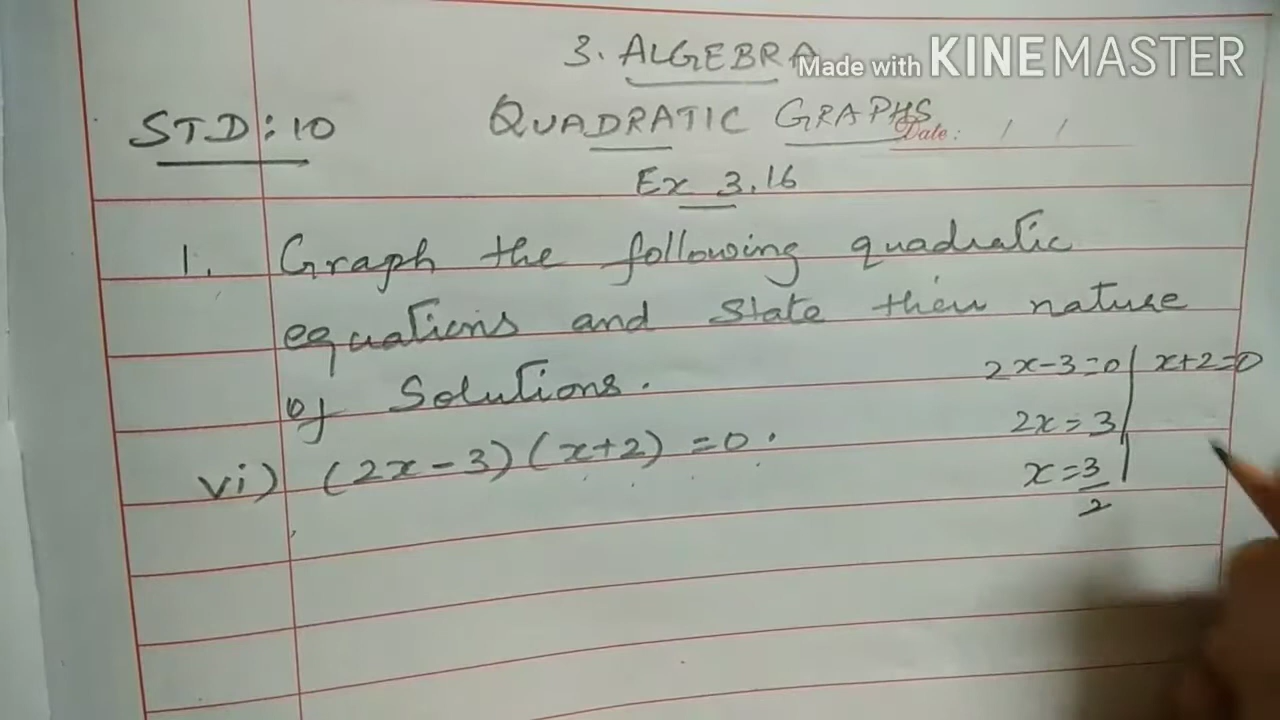 3. ALGEBRA
Made with KINEMASTER
STD: 10
QUADRATIC GRAPHS
Date: / /
Ex 3.16
1. Graph the following quadratic
equations and state their nature
of Solutions.
2x-3=0 | x+2=0
2x=3
vi) (2x-3)(x+2)=0.
x=3/2